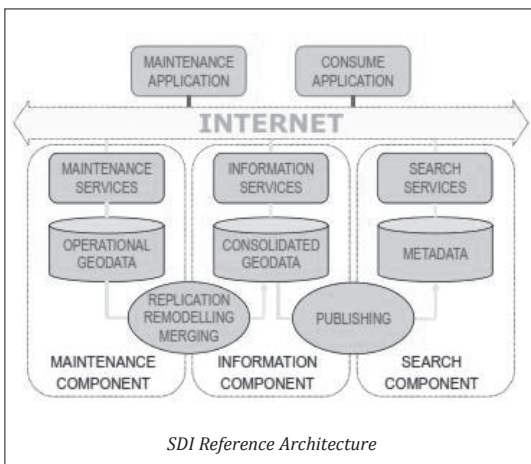 MAINTENANCE
APPLICATION
CONSUME
APPLICATION
INTERNET
MAINTENANCE
SERVICES
INFORMATION
SERVICES
SEARCH
SERVICES
OPERATIONAL
GEODATA
CONSOLIDATED
GEODATA
METADATA
REPLICATION
REMODELLING
MERGING
PUBLISHING
MAINTENANCE
COMPONENT
INFORMATION
COMPONENT
SEARCH
COMPONENT
SDI Reference Architecture